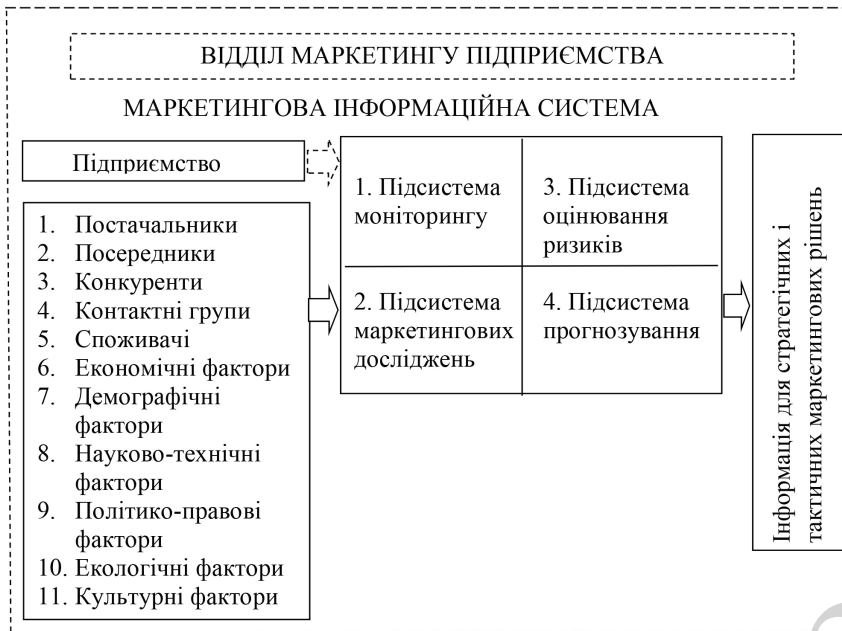 ВІДДІЛ МАРКЕТИНГУ ПІДПРИЄМСТВА
МАРКЕТИНГОВА ІНФОРМАЦІЙНА СИСТЕМА
Підприємство
1. Постачальники
2. Посередники
3. Конкуренти
4. Контактні групи
5. Споживачі
6. Економічні фактори
7. Демографічні
фактори
8. Науково-технічні
фактори
9. Політико-правові
фактори
10. Екологічні фактори
11. Культурні фактори
1. Підсистема
моніторингу
2. Підсистема
маркетингових
досліджень
3. Підсистема
оцінювання
ризиків
4. Підсистема
прогнозування
Інформація для стратегічних і
тактичних маркетингових рішень